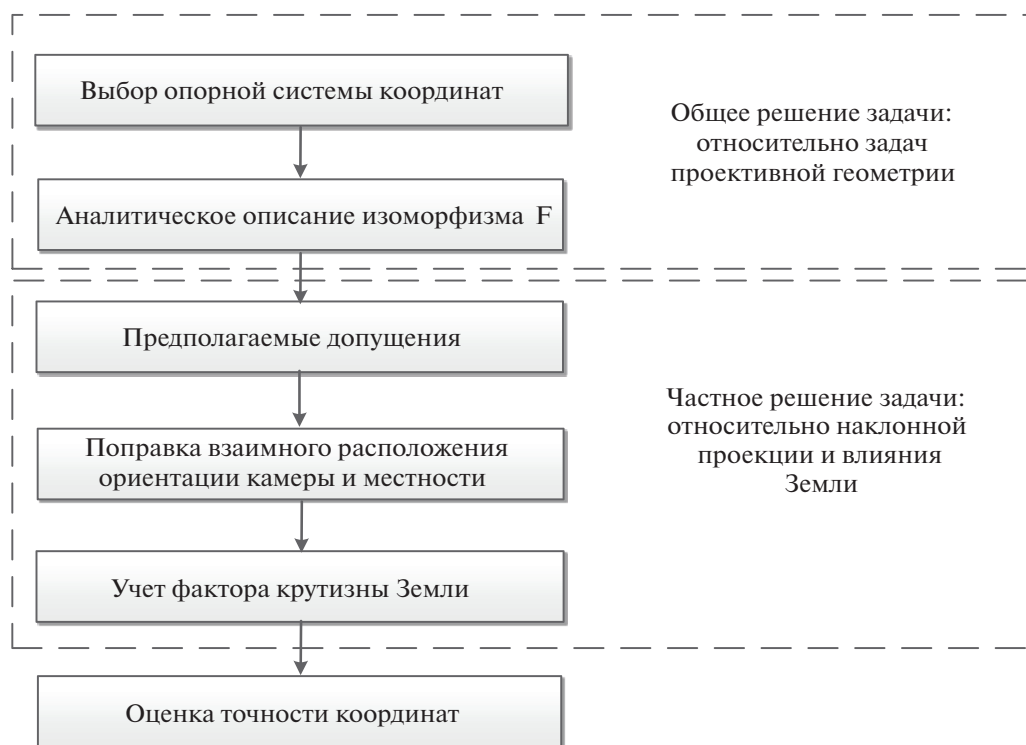 Выбор опорной системы координат
Общее решение задачи:
относительно задач
проективной геометрии
Аналитическое описание изоморфизма F
Предполагаемые допущения
Частное решение задачи:
относительно наклонной
проекции и влияния
Земли
Поправка взаимного расположения
ориентации камеры и местности
Учет фактора крутизны Земли
Оценка точности координат